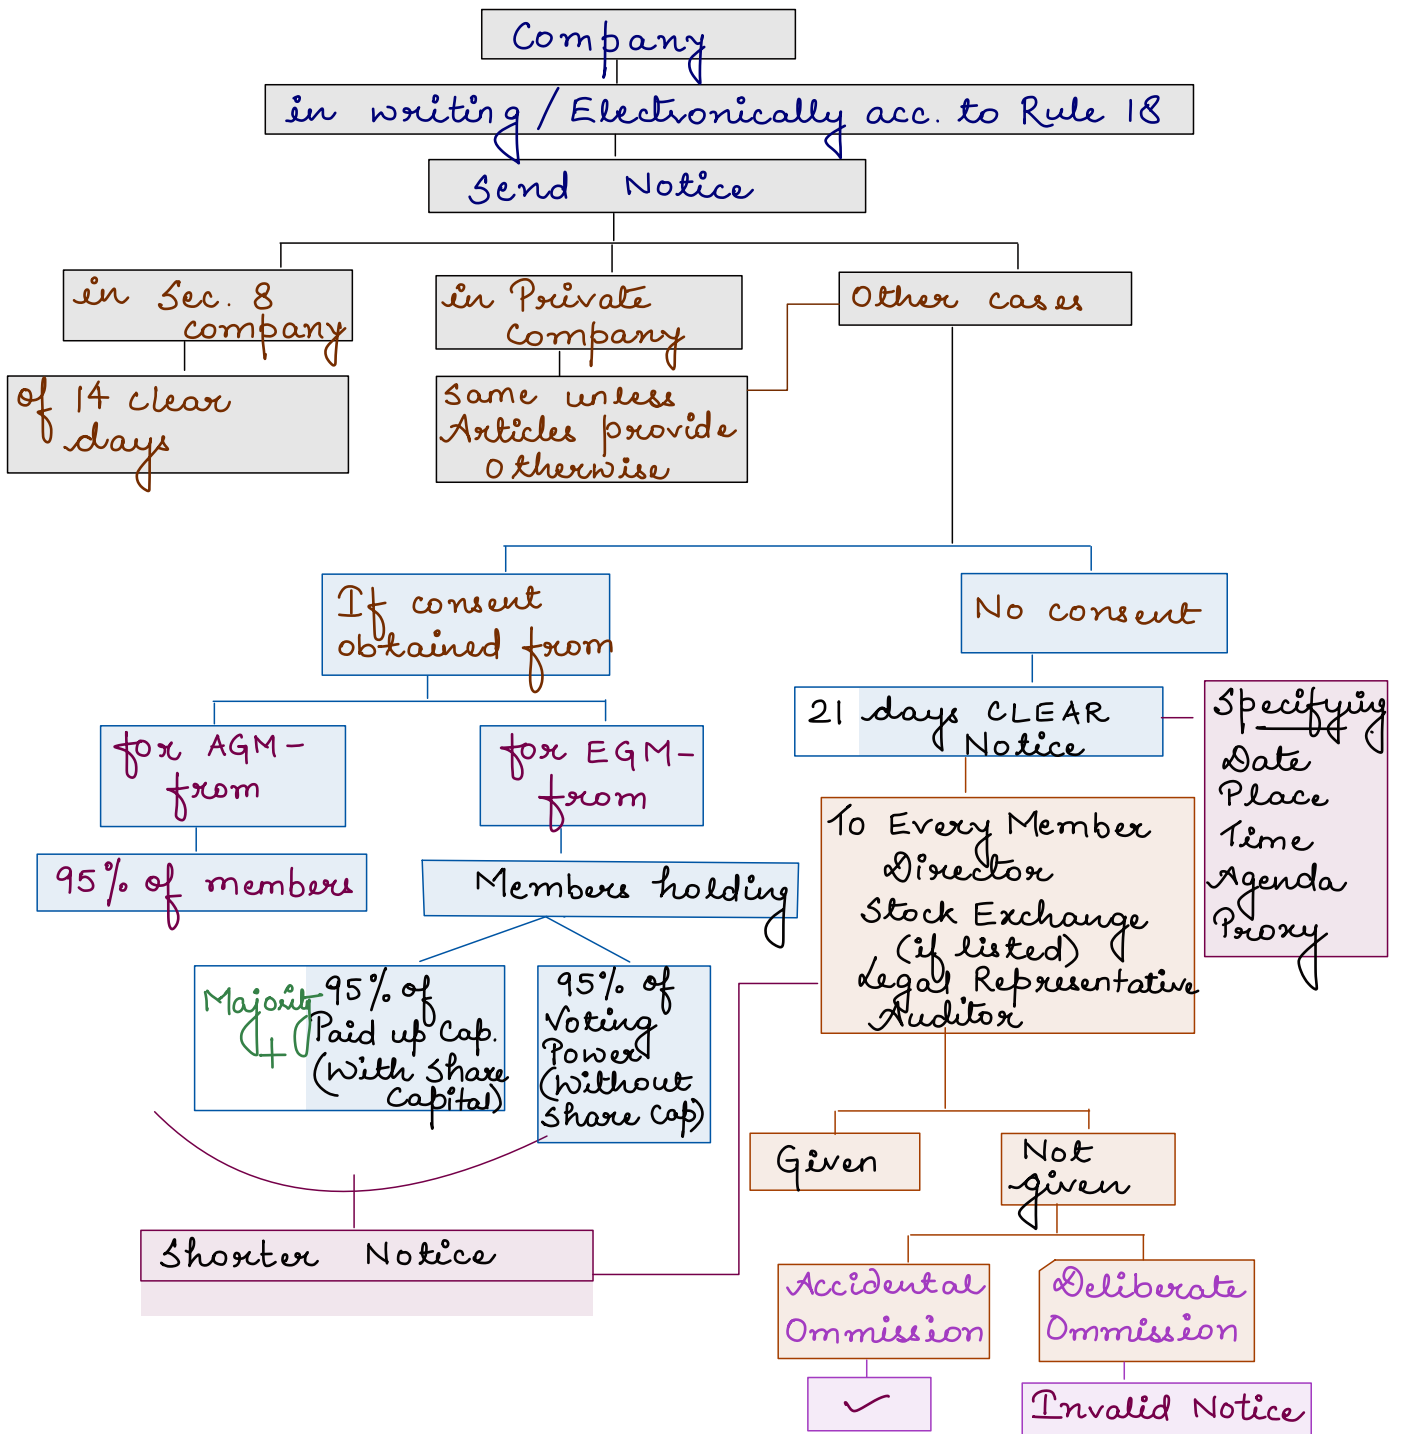 Company
in writing / Electronically acc. to Rule 18
Send Notice
in Sec. 8
company
of 14 clear
days
in Private
Company
Same unless
Articles provide
Otherwise
Other cases
If consent
obtained from
No consent
for AGM-
from
95% of members
for EGM-
from
Members holding
Majority
+
95% of
Paid up Cap.
(With Share
Capital)
95% of
Voting
Power
(Without
Share Cap)
Shorter Notice
21 days CLEAR
Notice
Specifying
Date
Place
Time
Agenda
Proxy
To Every Member
Director
Stock Exchange
(if listed)
Legal Representative
Auditor
Given
Not
given
Accidental
Ommission
✓
Deliberate
Ommission
Invalid Notice